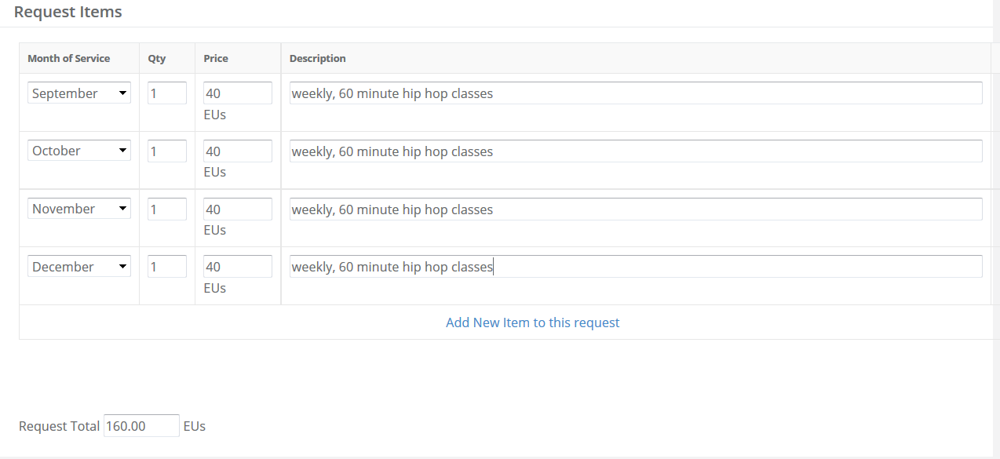 Request Items
Month of Service Qty Price Description
September 1 40 weekly, 60 minute hip hop classes
EUs
October 1 40 weekly, 60 minute hip hop classes
EUs
November 1 40 weekly, 60 minute hip hop classes
EUs
December 1 40 weekly, 60 minute hip hop classes
EUs
Add New Item to this request
Request Total 160.00 EUs